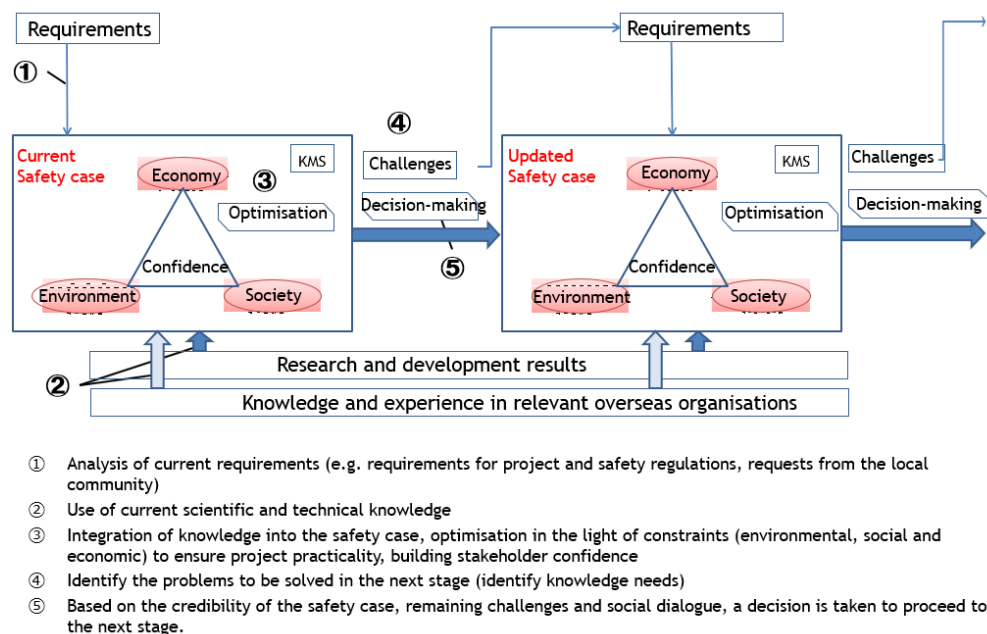 Requirements
Requirements
①
④
Current
Safety case
KMS
Economy
③
Optimisation
Confidence
Environment
Society
Challenges
Decision-making
⑤
Updated
Safety case
KMS
Economy
Optimisation
Confidence
Environment
Society
Challenges
Decision-making
②
Research and development results
Knowledge and experience in relevant overseas organisations
① Analysis of current requirements (e.g. requirements for project and safety regulations, requests from the local
community)
② Use of current scientific and technical knowledge
③ Integration of knowledge into the safety case, optimisation in the light of constraints (environmental, social and
economic) to ensure project practicality, building stakeholder confidence
④ Identify the problems to be solved in the next stage (identify knowledge needs)
⑤ Based on the credibility of the safety case, remaining challenges and social dialogue, a decision is taken to proceed to
the next stage.